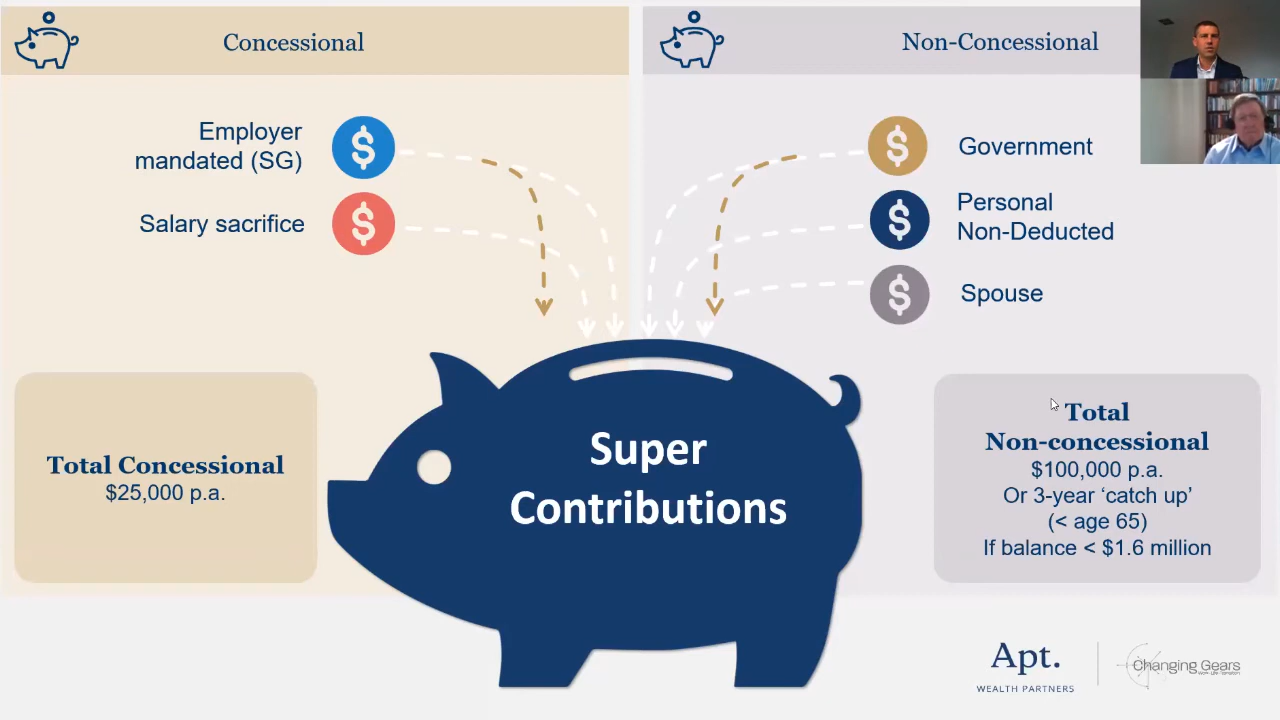 Concessional
Employer
mandated (SG)
$
Salary sacrifice
$
Total Concessional
$25,000 p.a.
Super
Contributions
Non-Concessional
$
Government
$
Personal
Non-Deducted
$
Spouse
Total
Non-concessional
$100,000 p.a.
Or 3-year ‘catch up’
(< age 65)
If balance < $1.6 million
Apt.
WEALTH PARTNERS
Changing Gears